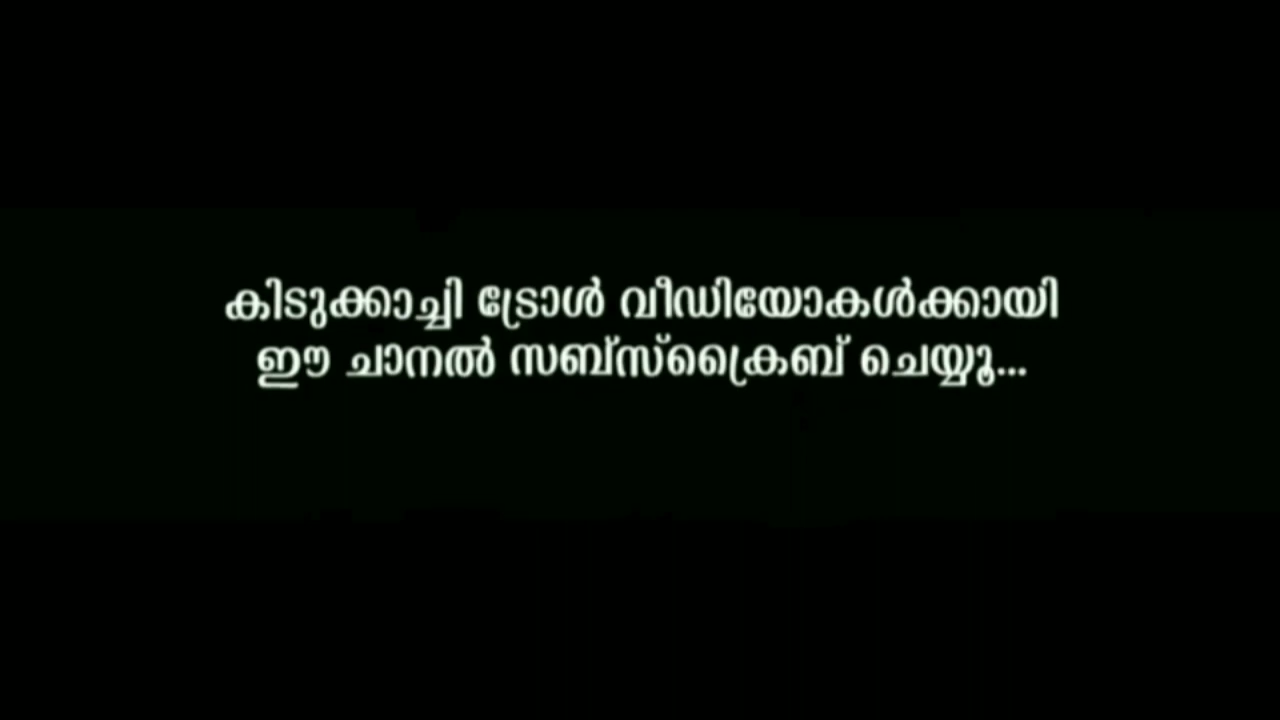 കിടുക്കാച്ചി ട്രോൾ വീഡിയോകൾക്കായി
ഈ ചാനൽ സബ്സ്ക്രൈബ് ചെയ്യൂ...